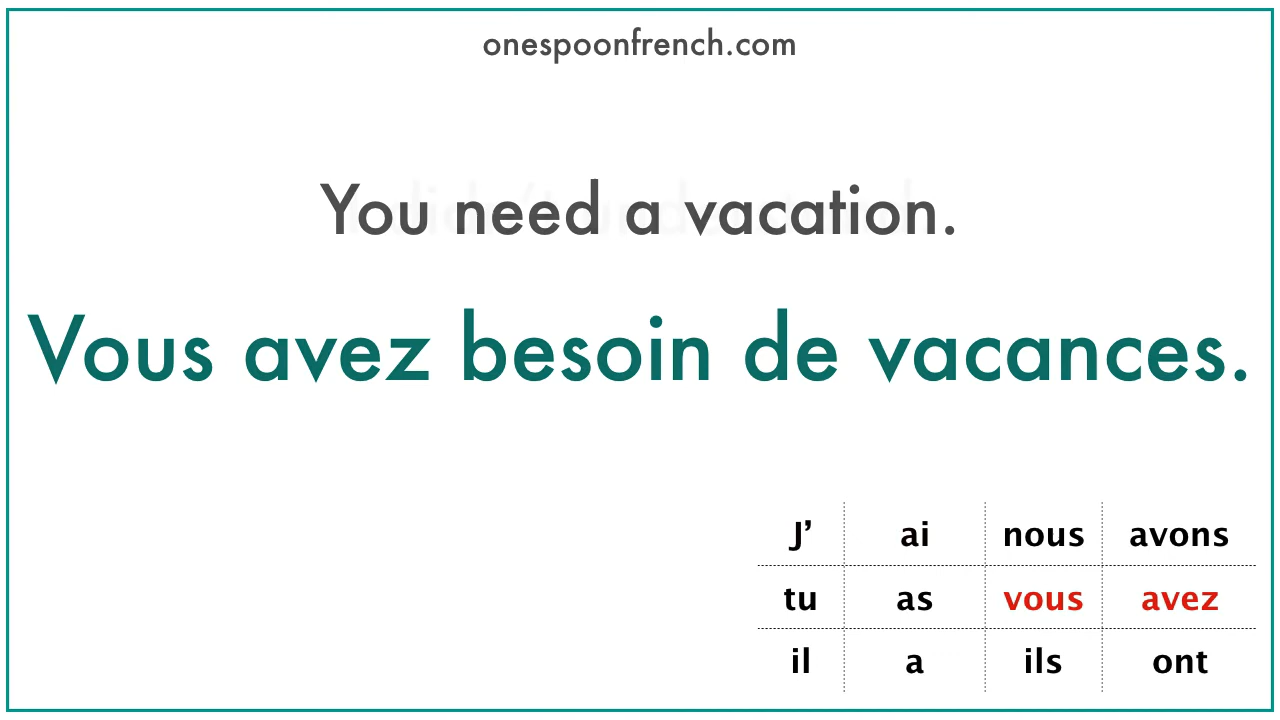 onespoonfrench.com
You need a vacation.
Vous avez besoin de vacances.
J’ ai nous avons
tu as vous avez
il a ils ont